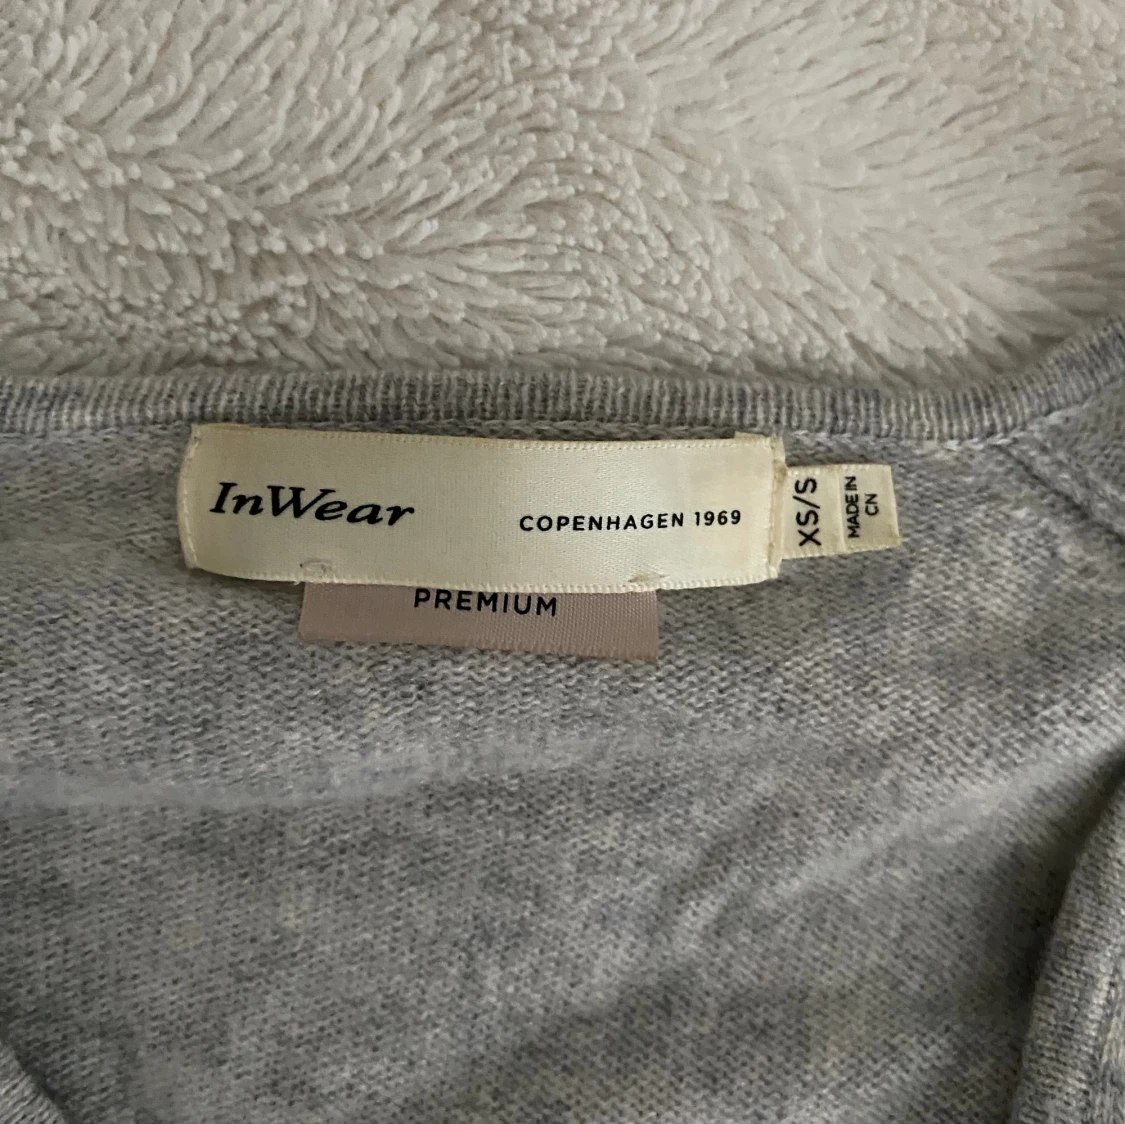 InWear
COPENHAGEN 1969
XS/S
MADE IN
CN
PREMIUM